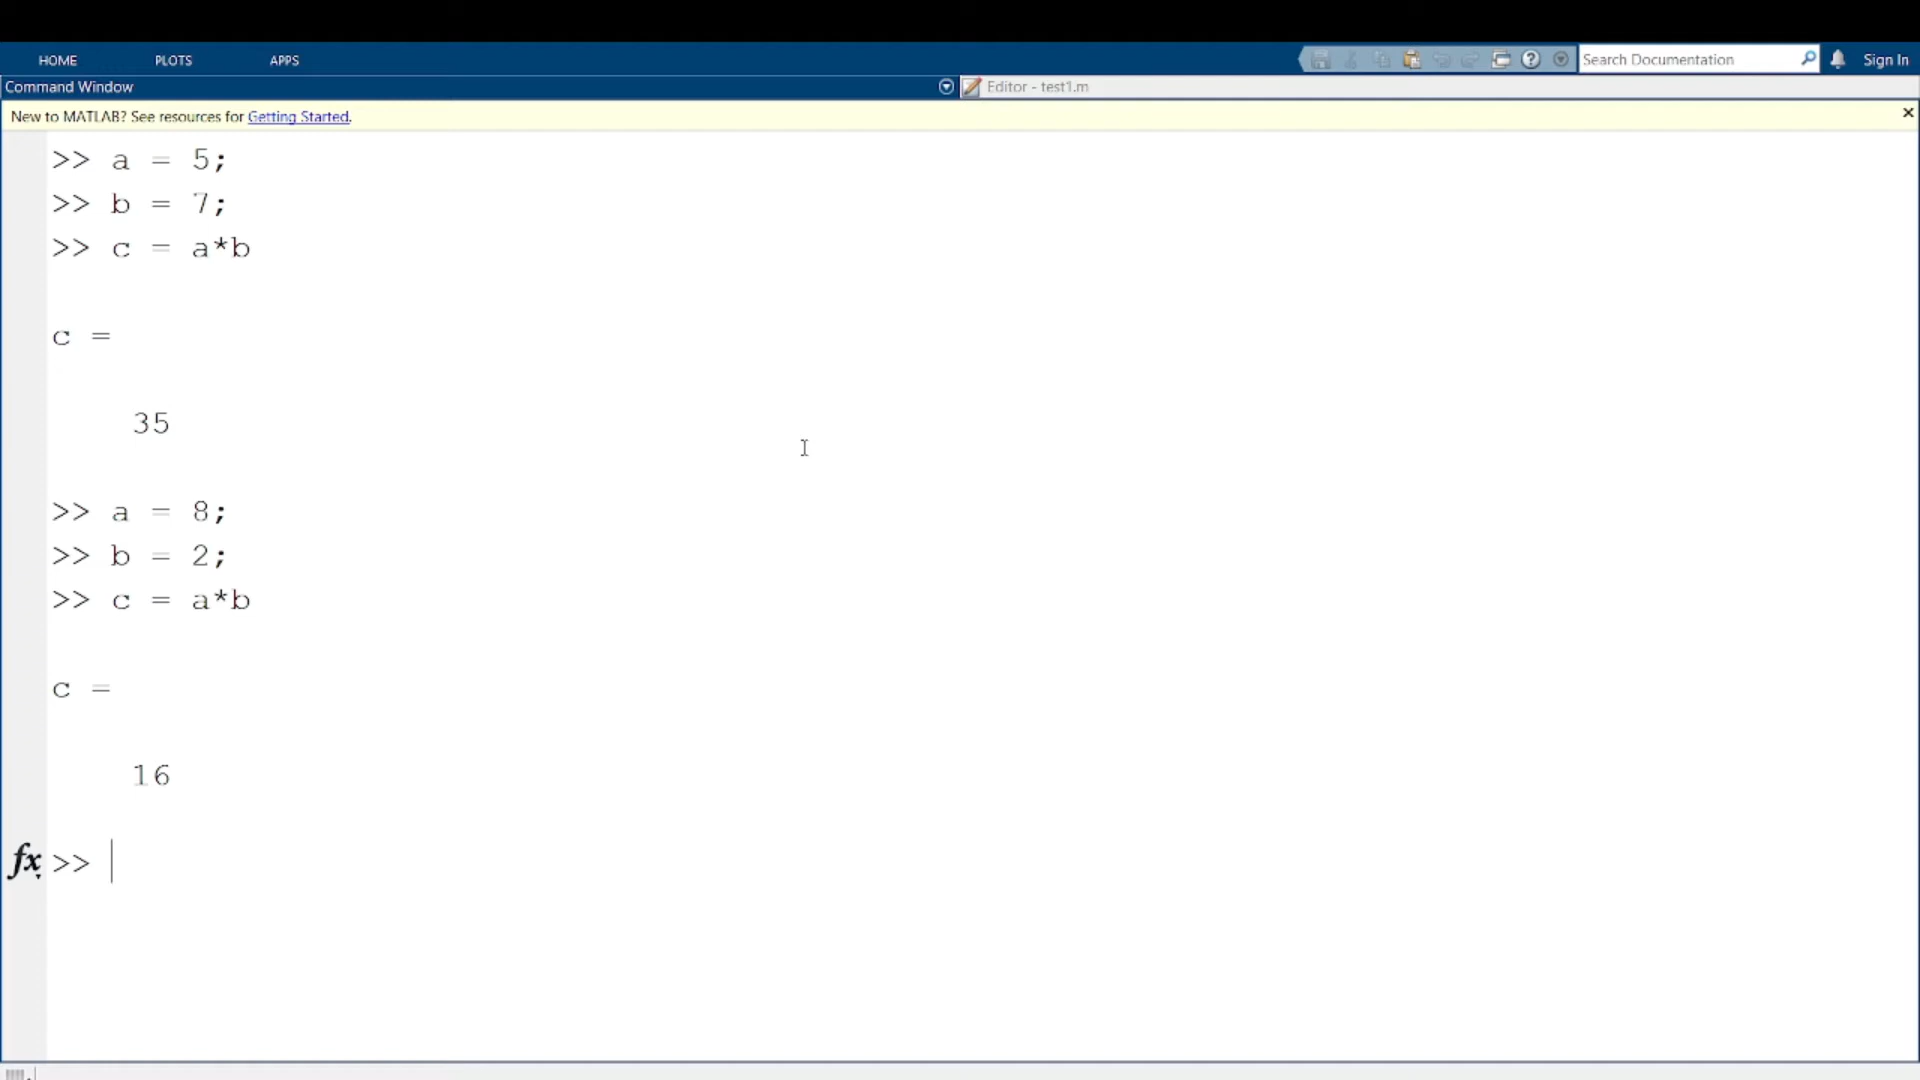 HOME PLOTS APPS Search Documentation Sign In
Command Window Editor - test1.m
New to MATLAB? See resources for Getting Started.
>> a = 5;
>> b = 7;
>> c = a*b
c =
35
>> a = 8;
>> b = 2;
>> c = a*b
c =
16
fx >>